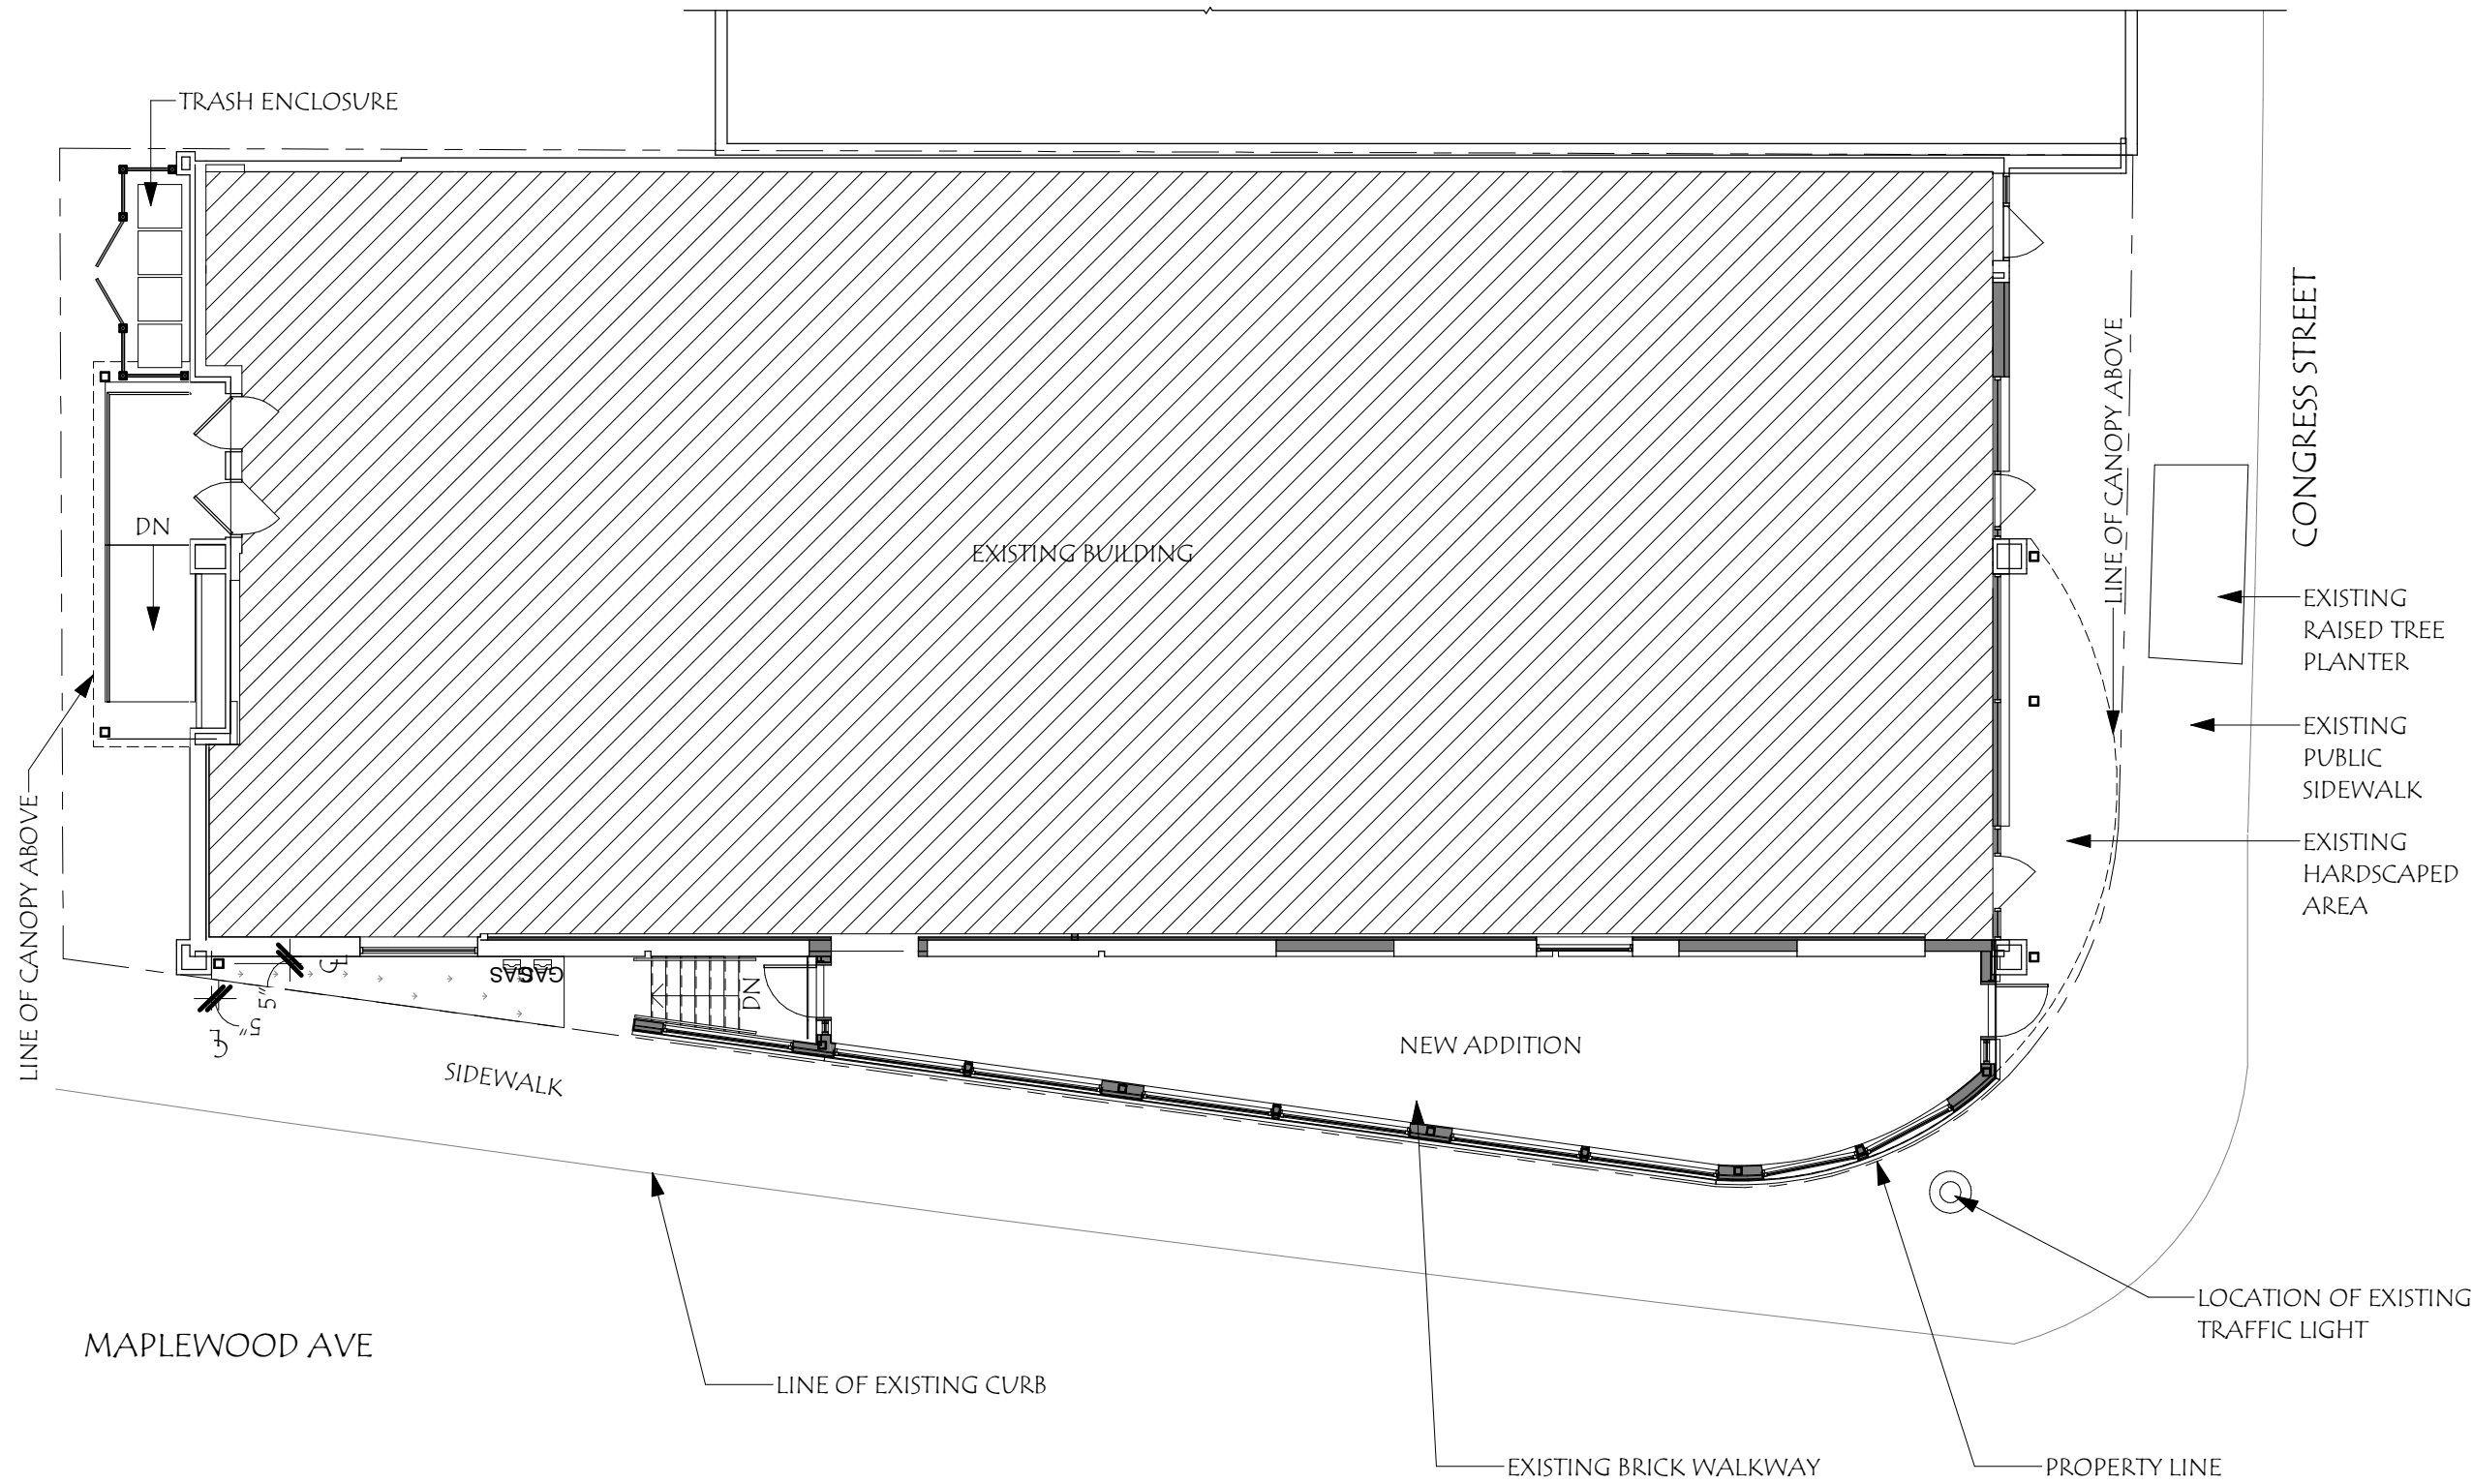 TRASH ENCLOSURE
LINE OF CANOPY ABOVE
CONGRESS STREET
DN
EXISTING BUILDING
EXISTING
RAISED TREE
PLANTER
EXISTING
PUBLIC
SIDEWALK
EXISTING
HARDSCAPED
AREA
LINE OF CANOPY ABOVE
GAS
GAS
DN
5"
5"
NEW ADDITION
SIDEWALK
LOCATION OF EXISTING
TRAFFIC LIGHT
MAPLEWOOD AVE
LINE OF EXISTING CURB
EXISTING BRICK WALKWAY
PROPERTY LINE